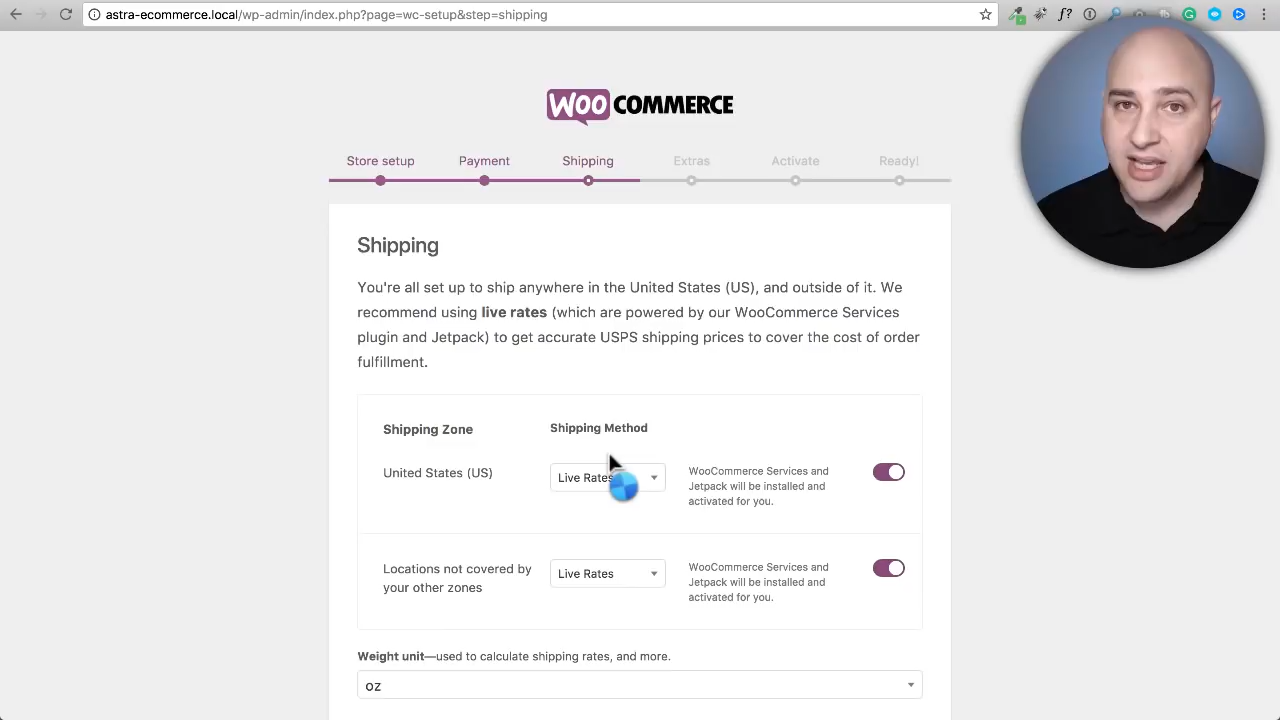 astra-ecommerce.local/wp-admin/index.php?page=wc-setup&step=shipping
WOO COMMERCE
Store setup Payment Shipping Extras Activate Ready!
Shipping
You're all set up to ship anywhere in the United States (US), and outside of it. We
recommend using live rates (which are powered by our WooCommerce Services
plugin and Jetpack) to get accurate USPS shipping prices to cover the cost of order
fulfillment.
Shipping Zone Shipping Method
United States (US) Live Rates WooCommerce Services and
Jetpack will be installed and
activated for you.
Locations not covered by
your other zones
Live Rates
WooCommerce Services and
Jetpack will be installed and
activated for you.
Weight unit—used to calculate shipping rates, and more.
oz